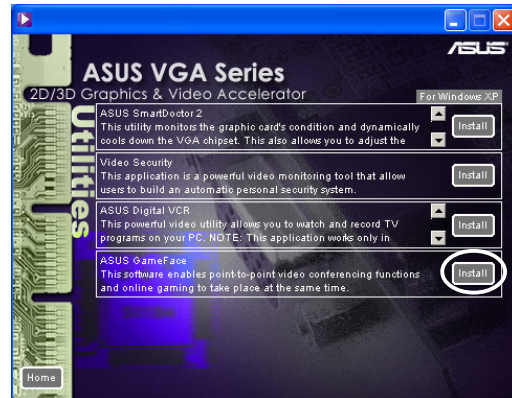 ASUS
ASUS VGA Series
2D/3D Graphics & Video Accelerator
For Windows XP
Utilities
ASUS SmartDoctor 2
This utility monitors the graphic card's condition and dynamically
cools down the VGA chipset. This also allows you to adjust the
Install
Video Security
This application is a powerful video monitoring tool that allow
users to build an automatic personal security system.
Install
ASUS Digital VCR
This powerful video utility allows you to watch and record TV
programs on your PC. NOTE: This application works only in
Install
ASUS GameFace
This software enables point-to-point video conferencing functions
and online gaming to take place at the same time.
Install
Home